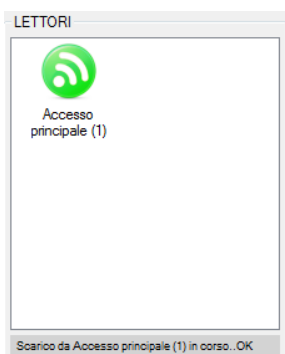 LETTORI
Accesso
principale (1)
Scarico da Accesso principale (1) in corso..OK